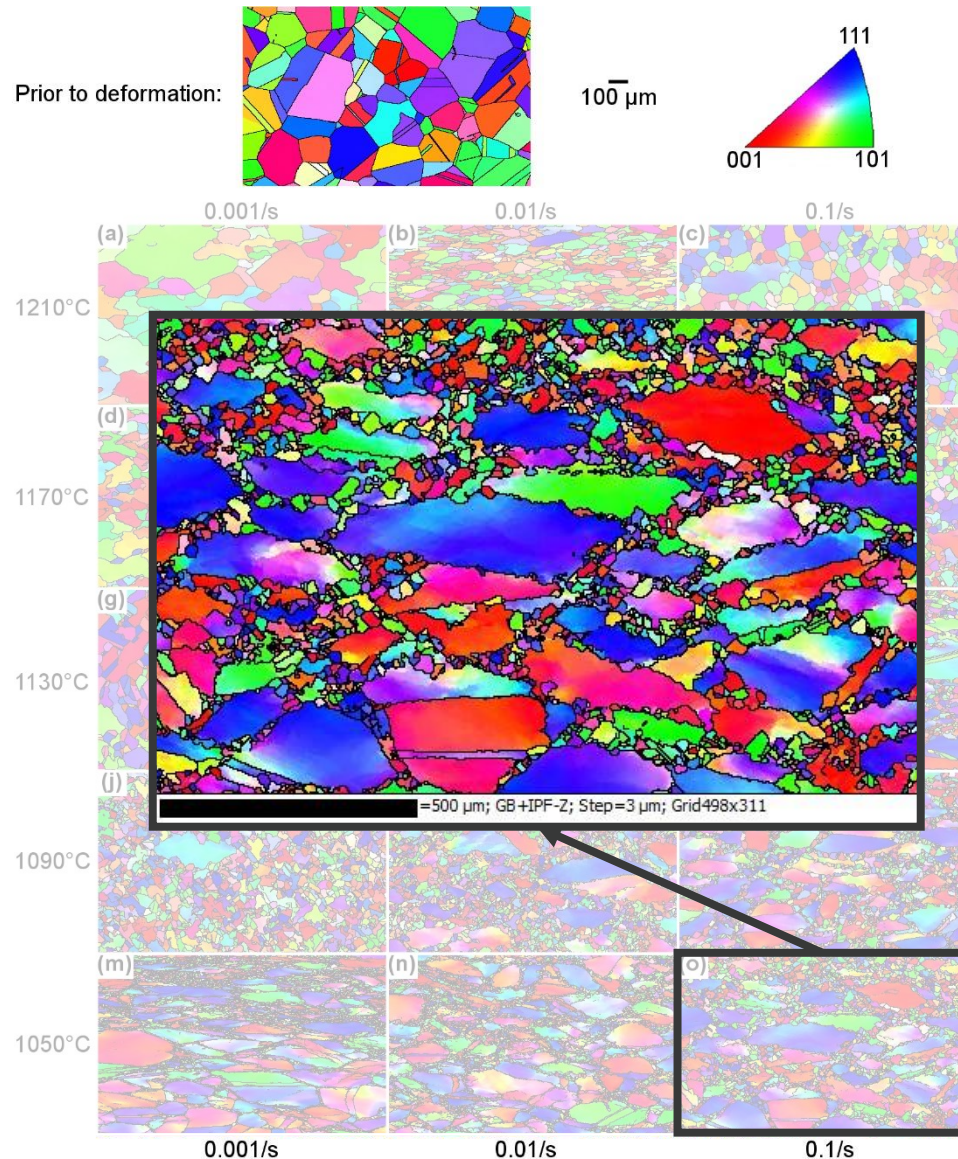 111
Prior to deformation:
100 µm
001
101
0.001/s
0.01/s
0.1/s
(a)
(b)
(c)
1210°C
(d)
1170°C
(g)
1130°C
(j)
1090°C
(m)
(n)
(o)
1050°C
=500 µm; GB+IPF-Z; Step=3 µm; Grid498x311
0.001/s
0.01/s
0.1/s